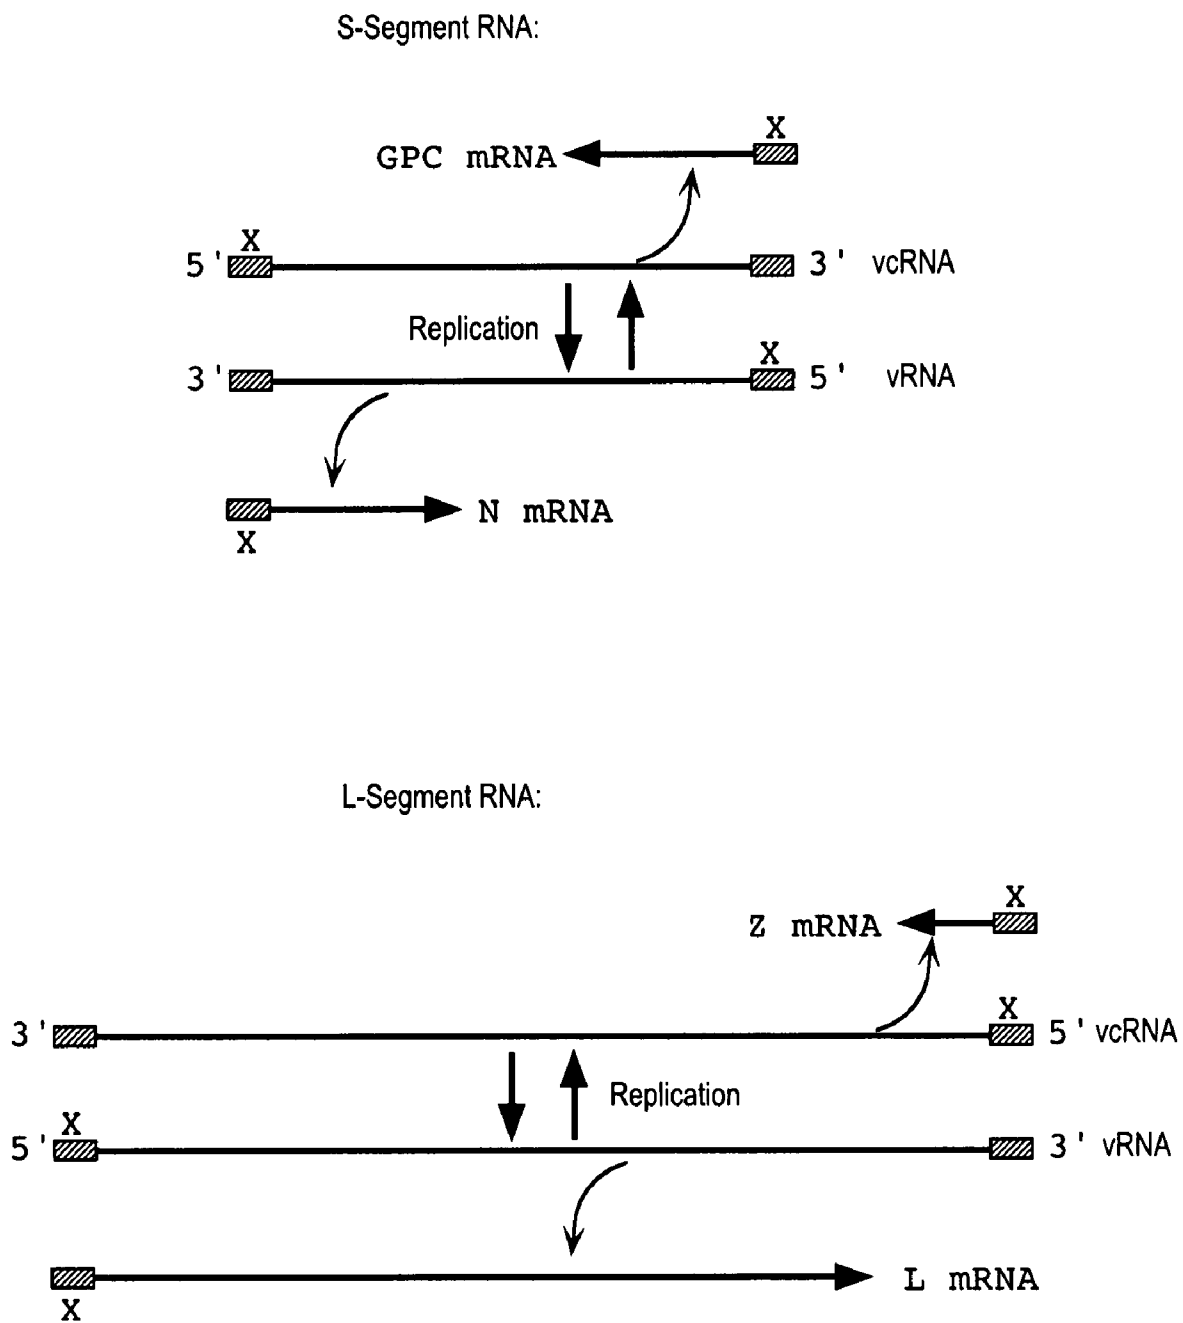 S-Segment RNA:
X
GPC mRNA
X
5' 3' vcRNA
Replication
X
3' 5' vRNA
N mRNA
X
L-Segment RNA:
X
Z mRNA
X
3' 5' vcRNA
Replication
X
5' 3' vRNA
L mRNA
X